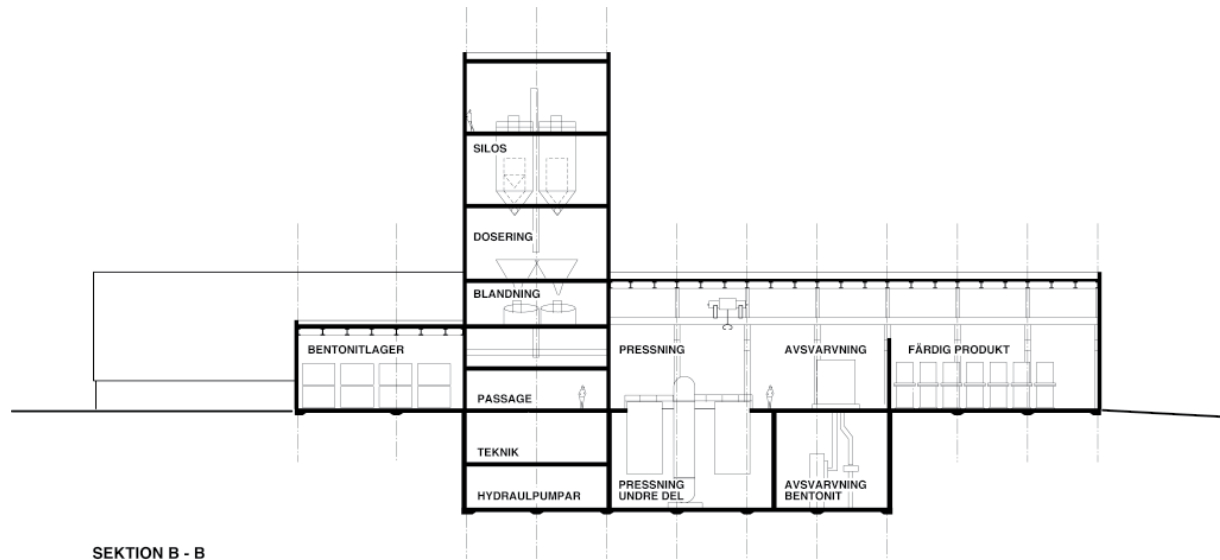 SILOS
DOSERING
BLANDNING
BENTONITLAGER
PRESSNING
AVSVARVNING
FÄRDIG PRODUKT
PASSAGE
TEKNIK
HYDRAULPUMPAR
PRESSNING
UNDRE DEL
AVSVARVNING
BENTONIT
SEKTION B - B